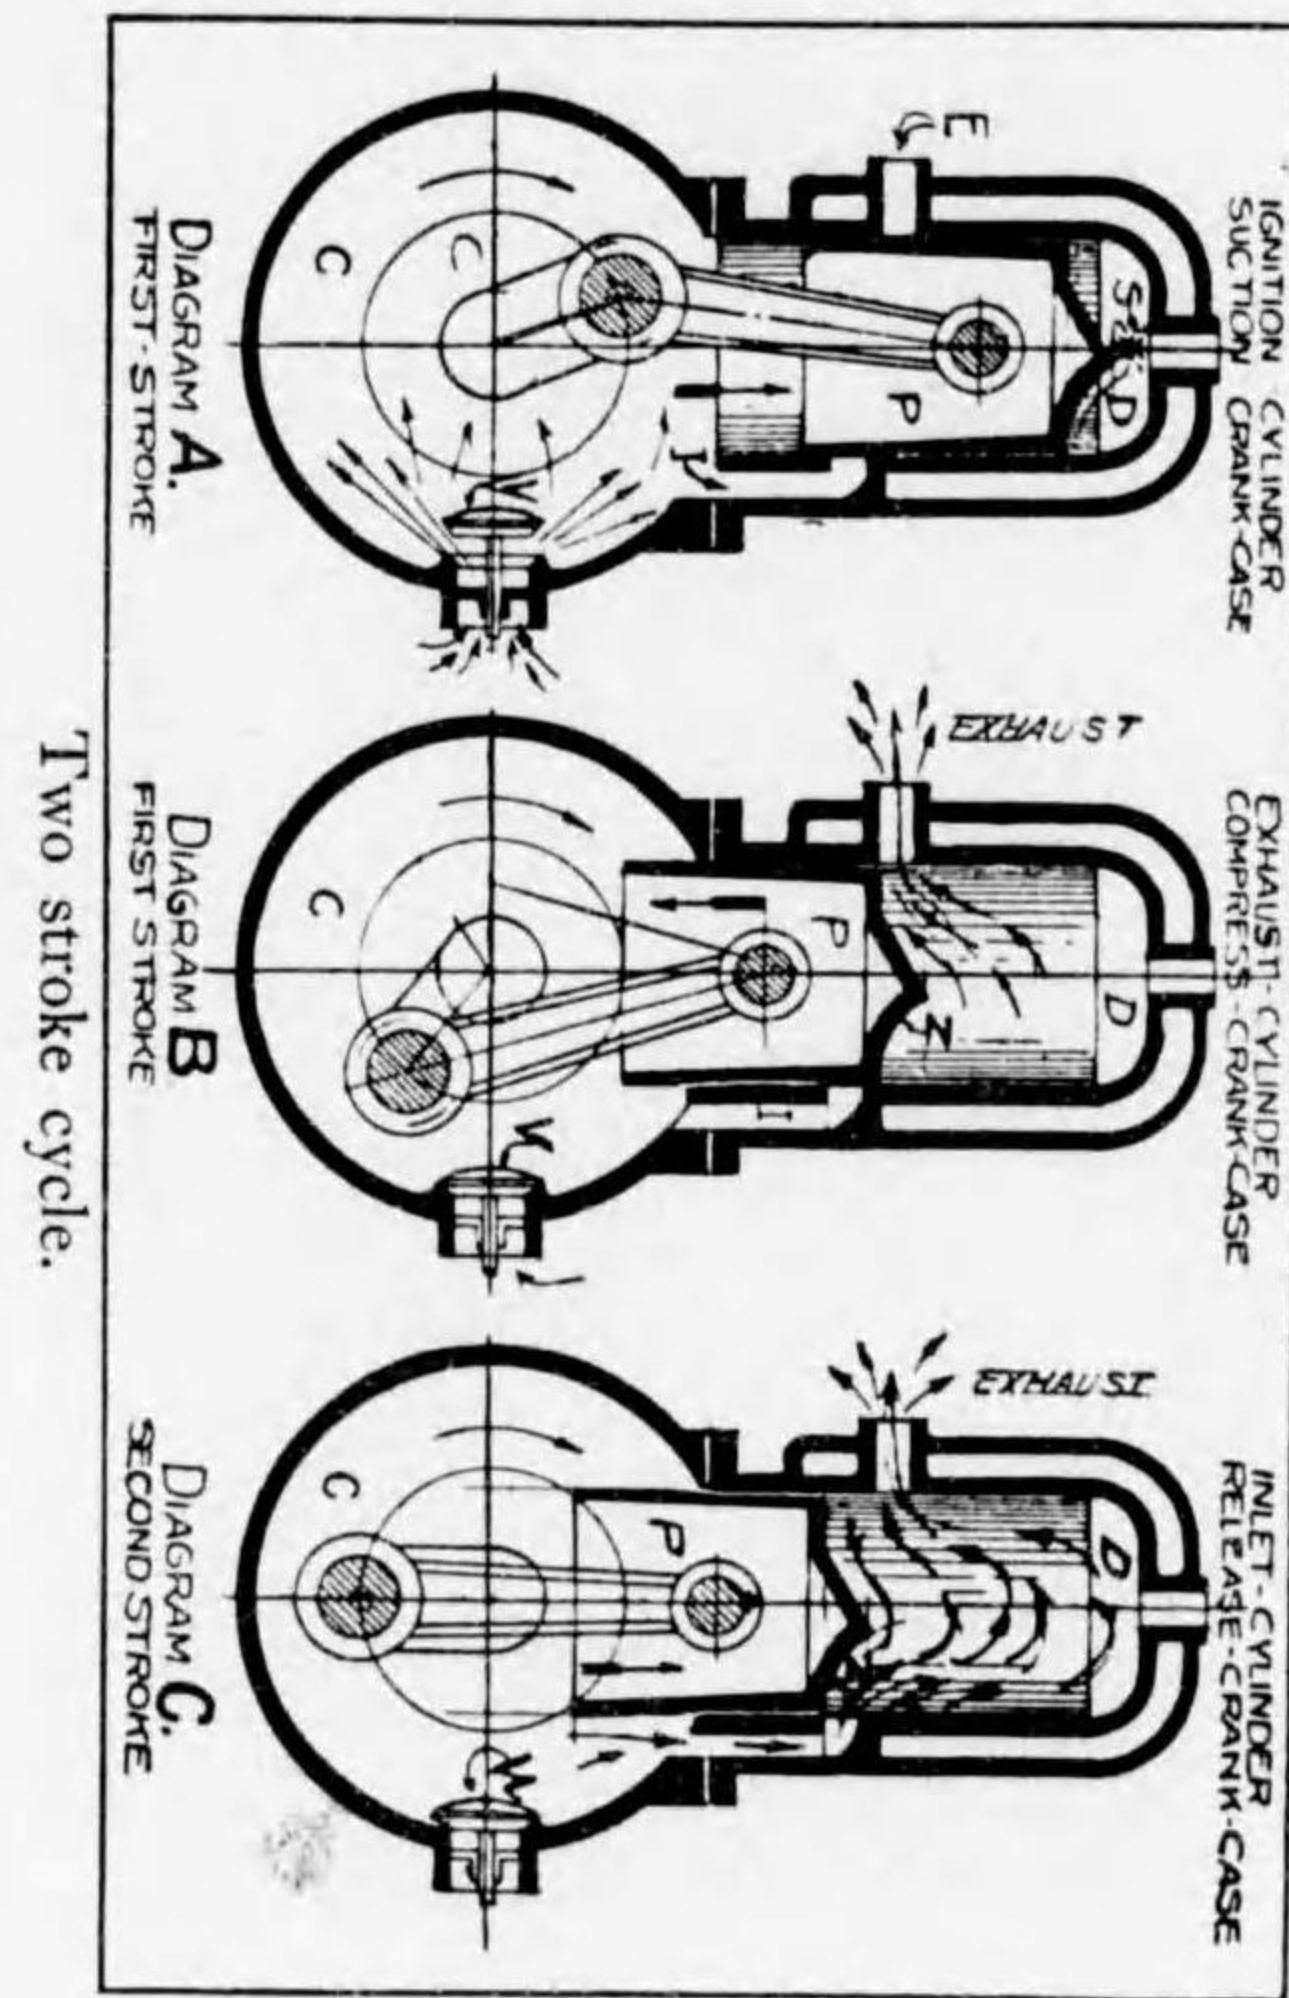 IGNITION CYLINDER
SUCTION CRANK-CASE
E
S
D
P
I
C
C
V
DIAGRAM A.
FIRST-STROKE
EXHAUST-CYLINDER
COMPRESS-CRANK-CASE
EXHAUST
D
Z
P
H
C
V
DIAGRAM B
FIRST STROKE
INLET-CYLINDER
RELEASE-CRANK-CASE
EXHAUST
D
P
C
DIAGRAM C.
SECOND STROKE
Two stroke cycle.